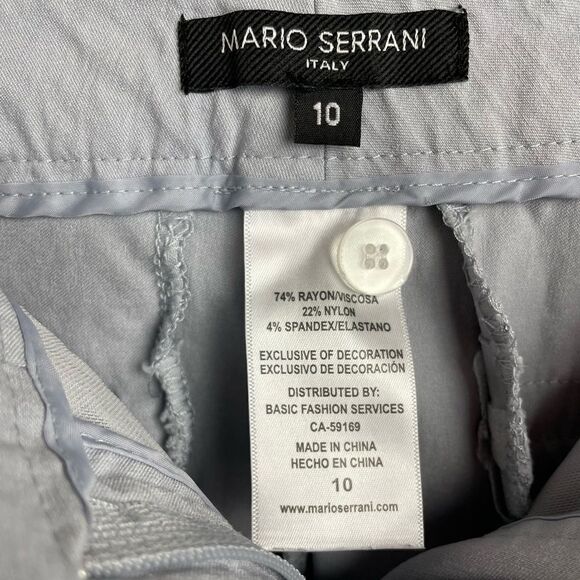 MARIO SERRANI
ITALY
10
74% RAYON/VISCOSA
22% NYLON
4% SPANDEX/ELASTANO
EXCLUSIVE OF DECORATION
EXCLUSIVO DE DECORACIÓN
DISTRIBUTED BY:
BASIC FASHION SERVICES
CA-59169
MADE IN CHINA
HECHO EN CHINA
10
www.marioserrani.com